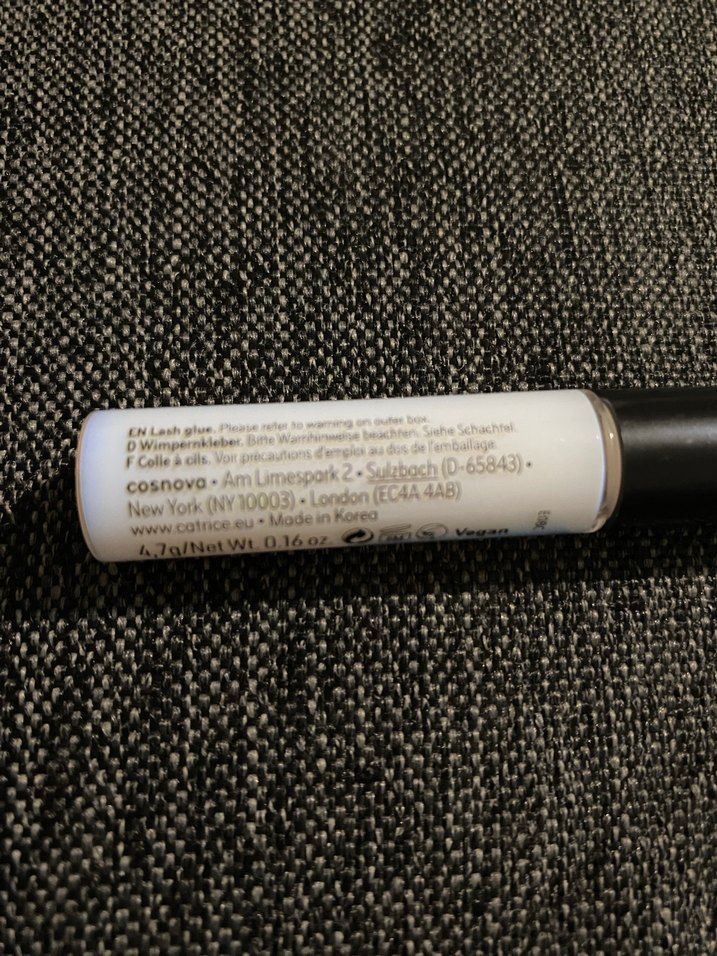 EN Lash glue. Please refer to warning on outer box.
D Wimpernkleber. Bitte Warnhinweise beachten. Siehe Schachtel.
F Colle à cils. Voir précautions d'emploi au dos de l'emballage.
cosnova • Am Limespark 2 • Sulzbach (D-65843) •
New York (NY 10003) • London (EC4A 4AB)
www.catrice.eu • Made in Korea
4,7g/Net Wt. 0.16 oz. Vegan